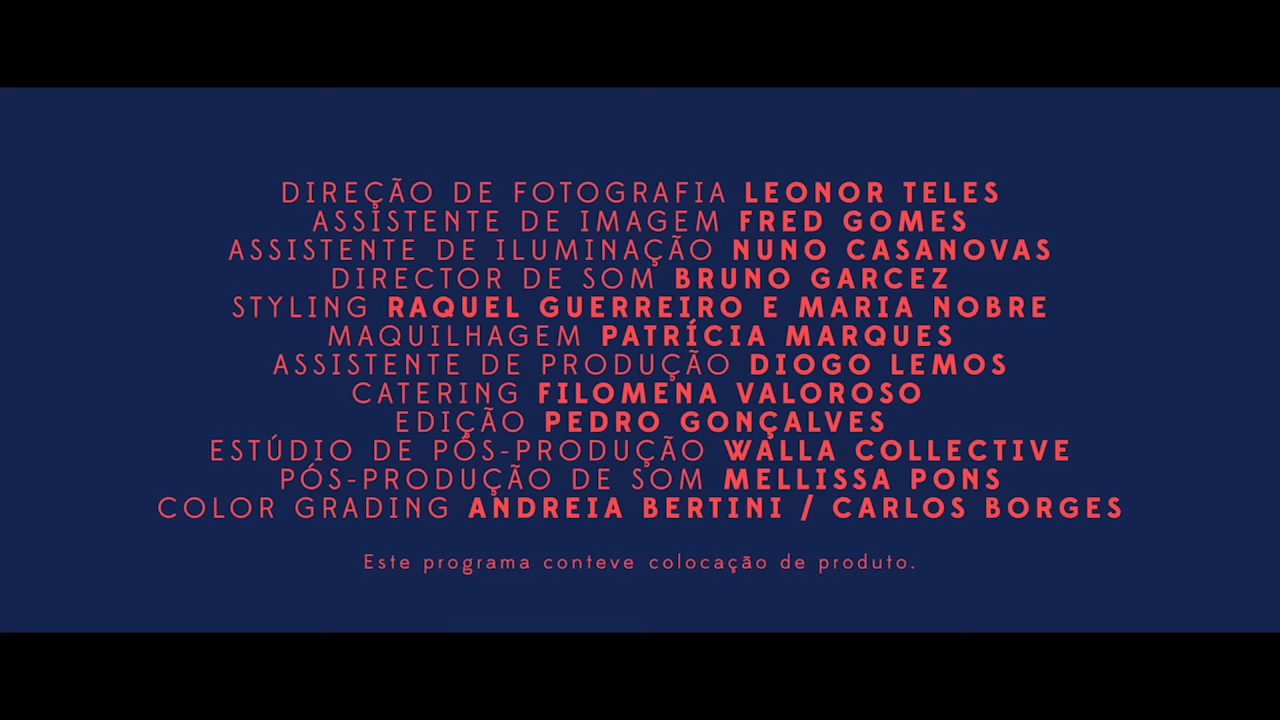 DIREÇÃO DE FOTOGRAFIA LEONOR TELES
ASSISTENTE DE IMAGEM FRED GOMES
ASSISTENTE DE ILUMINAÇÃO NUNO CASANOVAS
DIRECTOR DE SOM BRUNO GARCEZ
STYLING RAQUEL GUERREIRO E MARIA NOBRE
MAQUILHAGEM PATRÍCIA MARQUES
ASSISTENTE DE PRODUÇÃO DIOGO LEMOS
CATERING FILOMENA VALOROSO
EDIÇÃO PEDRO GONÇALVES
ESTÚDIO DE PÓS-PRODUÇÃO WALLA COLLECTIVE
PÓS-PRODUÇÃO DE SOM MELLISSA PONS
COLOR GRADING ANDREIA BERTINI / CARLOS BORGES
Este programa conteve colocação de produto.